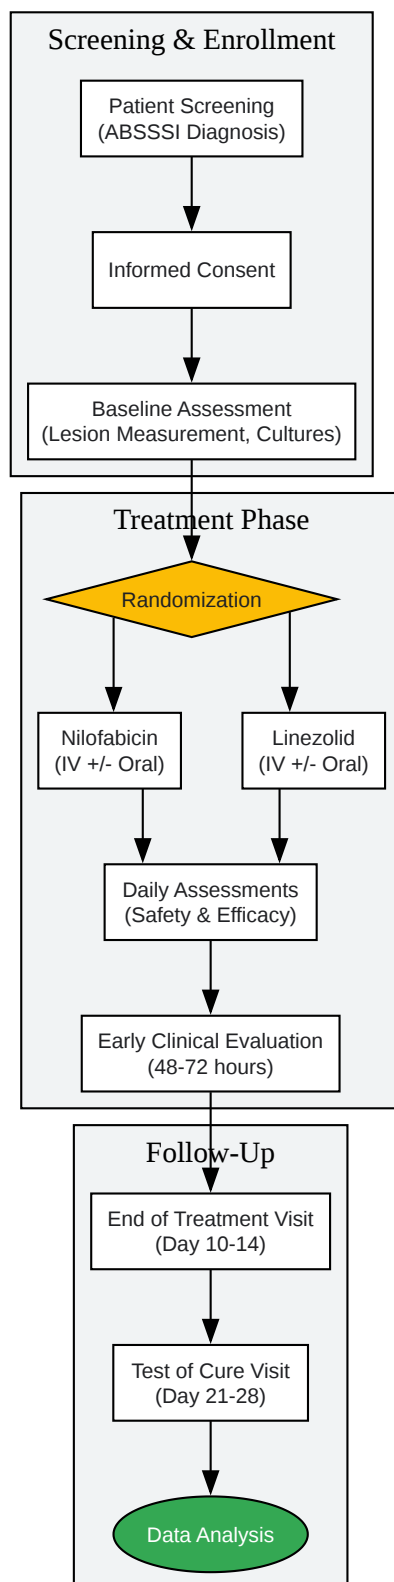 Screening & Enrollment
Patient Screening
(ABSSSI Diagnosis)
Informed Consent
Baseline Assessment
(Lesion Measurement, Cultures)
Treatment Phase
Randomization
Nilofabicin
(IV +/- Oral)
Linezolid
(IV +/- Oral)
Daily Assessments
(Safety & Efficacy)
Early Clinical Evaluation
(48-72 hours)
Follow-Up
End of Treatment Visit
(Day 10-14)
Test of Cure Visit
(Day 21-28)
Data Analysis